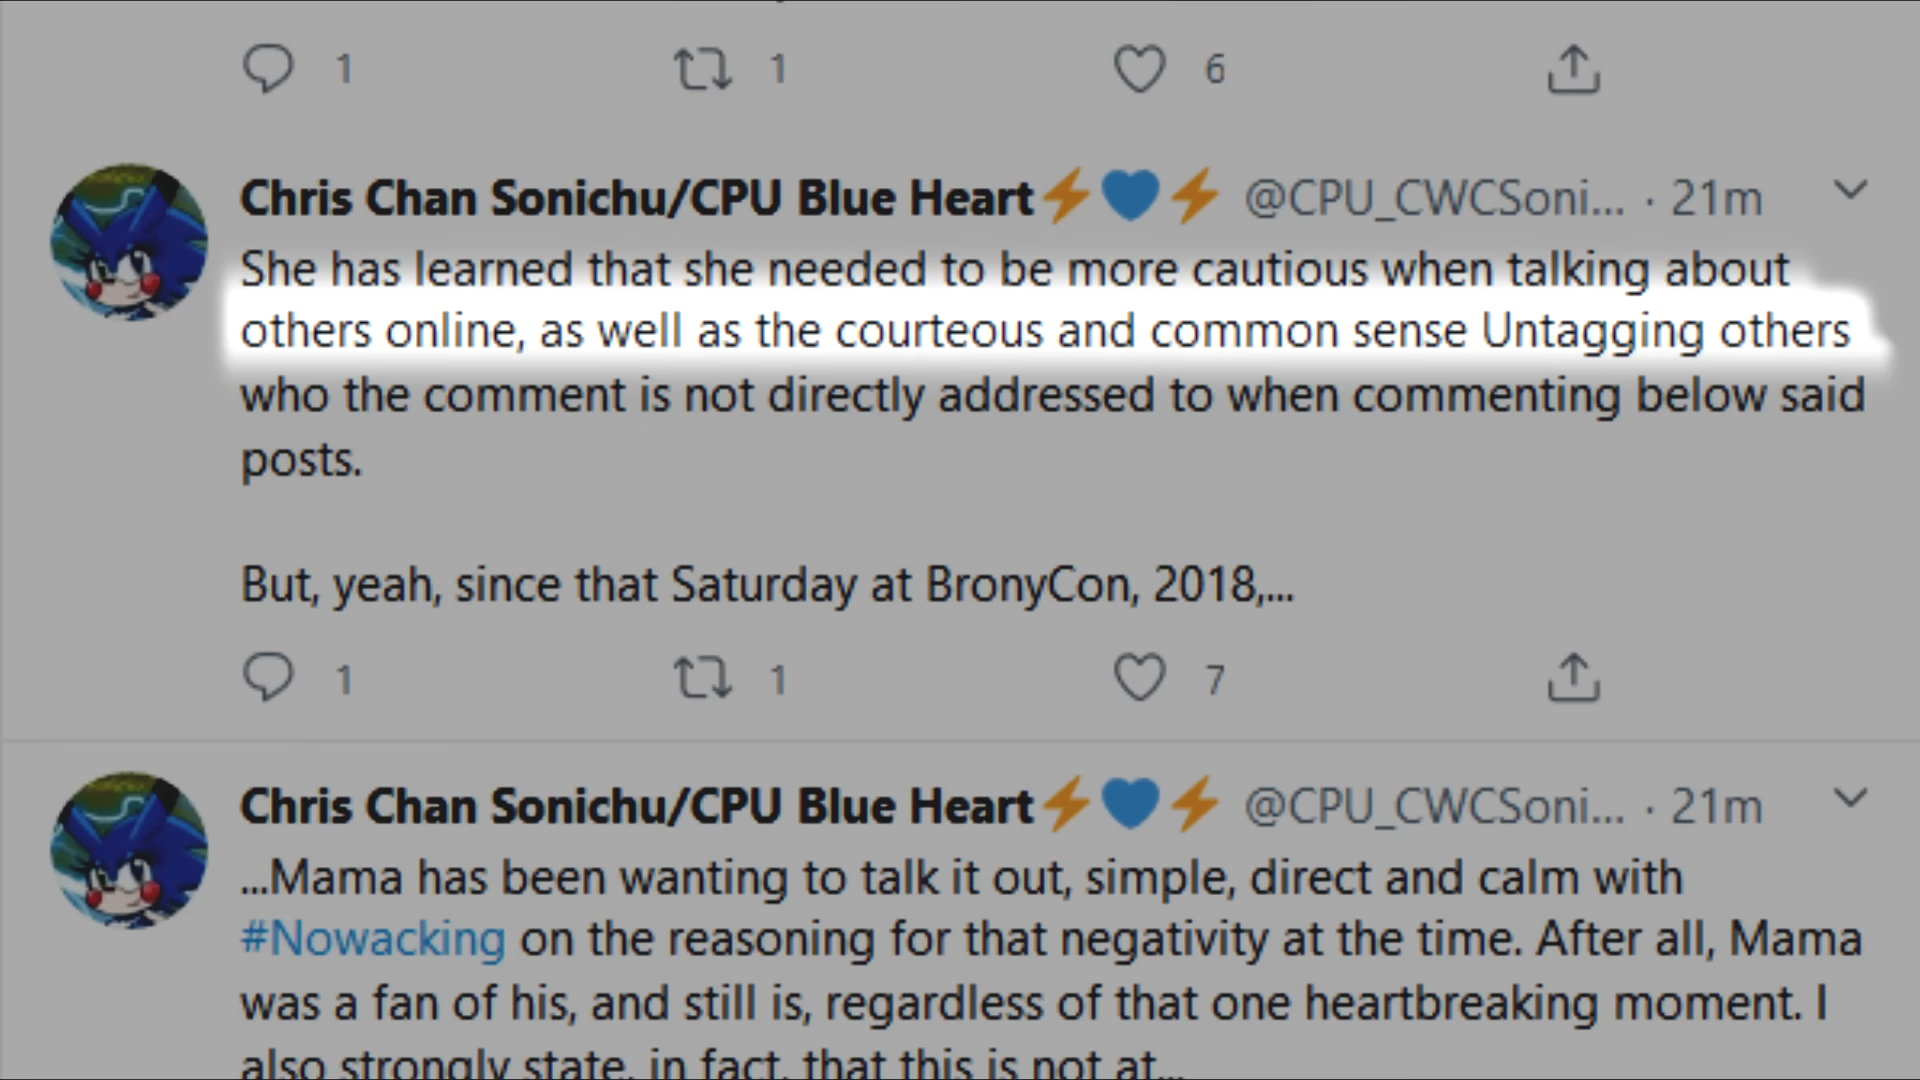 1 1 6
Chris Chan Sonichu/CPU Blue Heart⚡💙⚡ @CPU_CWCSoni... · 21m
She has learned that she needed to be more cautious when talking about
others online, as well as the courteous and common sense Untagging others
who the comment is not directly addressed to when commenting below said
posts.
But, yeah, since that Saturday at BronyCon, 2018,...
1 1 7
Chris Chan Sonichu/CPU Blue Heart⚡💙⚡ @CPU_CWCSoni... · 21m
...Mama has been wanting to talk it out, simple, direct and calm with
#Nowacking on the reasoning for that negativity at the time. After all, Mama
was a fan of his, and still is, regardless of that one heartbreaking moment. I
also strongly state, in fact, that this is not at...